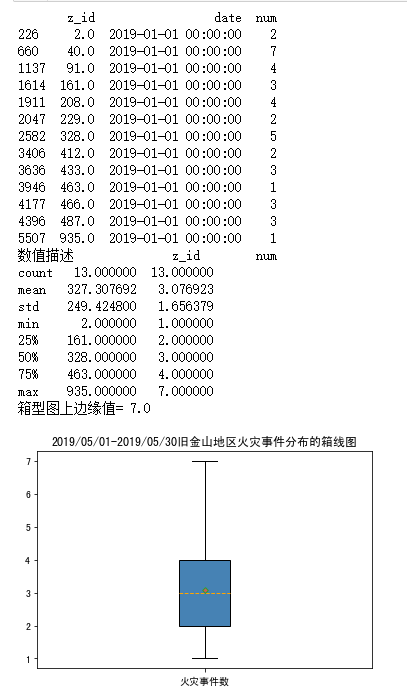 z_id date num
226 2.0 2019-01-01 00:00:00 2
660 40.0 2019-01-01 00:00:00 7
1137 91.0 2019-01-01 00:00:00 4
1614 161.0 2019-01-01 00:00:00 3
1911 208.0 2019-01-01 00:00:00 4
2047 229.0 2019-01-01 00:00:00 2
2582 328.0 2019-01-01 00:00:00 5
3406 412.0 2019-01-01 00:00:00 2
3636 433.0 2019-01-01 00:00:00 3
3946 463.0 2019-01-01 00:00:00 1
4177 466.0 2019-01-01 00:00:00 3
4396 487.0 2019-01-01 00:00:00 3
5507 935.0 2019-01-01 00:00:00 1
数值描述 z_id num
count 13.000000 13.000000
mean 327.307692 3.076923
std 249.424800 1.656379
min 2.000000 1.000000
25% 161.000000 2.000000
50% 328.000000 3.000000
75% 463.000000 4.000000
max 935.000000 7.000000
箱型图上边缘值= 7.0
2019/05/01-2019/05/30旧金山地区火灾事件分布的箱线图
7
6
5
4
3
2
1
火灾事件数